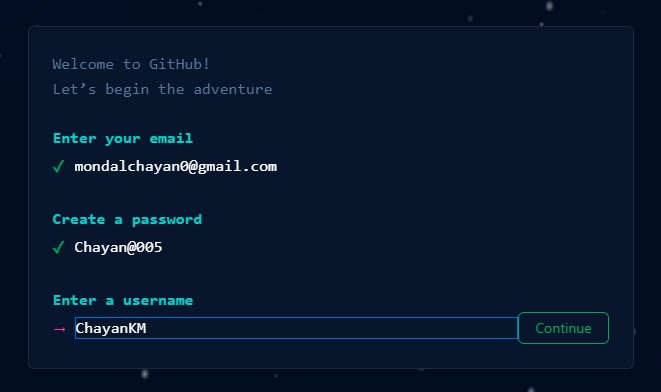 Welcome to GitHub!
Let’s begin the adventure
Enter your email
✓ mondalchayan0@gmail.com
Create a password
✓ Chayan@005
Enter a username
→ ChayanKM
Continue